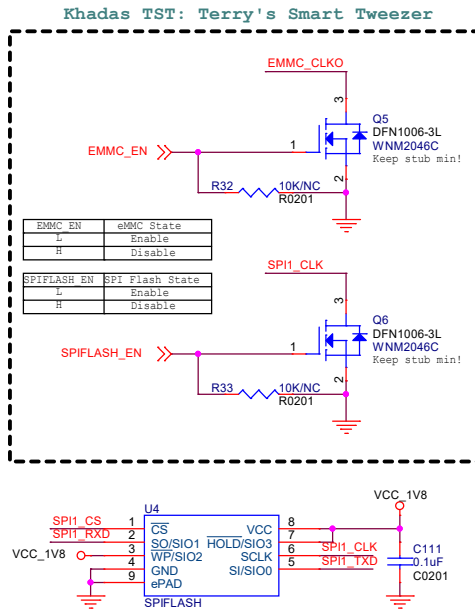 Khadas TST: Terry's Smart Tweezer
EMMC_CLKO
3
Q5
DFN1006-3L
WNM2046C
Keep stub min!
EMMC_EN
1
2
R32
10K/NC
R0201
EMMC_EN eMMC State
L Enable
H Disable
SPIFLASH_EN SPI Flash State
L Enable
H Disable
SPI1_CLK
3
Q6
DFN1006-3L
WNM2046C
Keep stub min!
SPIFLASH_EN
1
2
R33
10K/NC
R0201
U4
VCC_1V8
SPI1_CS 1 CS VCC 8
SPI1_RXD 2 SO/SIO1 HOLD/SIO3 7
VCC_1V8 3 WP/SIO2 SCLK 6 SPI1_CLK
4 GND SI/SIO0 5 SPI1_TXD
9 ePAD
SPIFLASH
C111
0.1uF
C0201